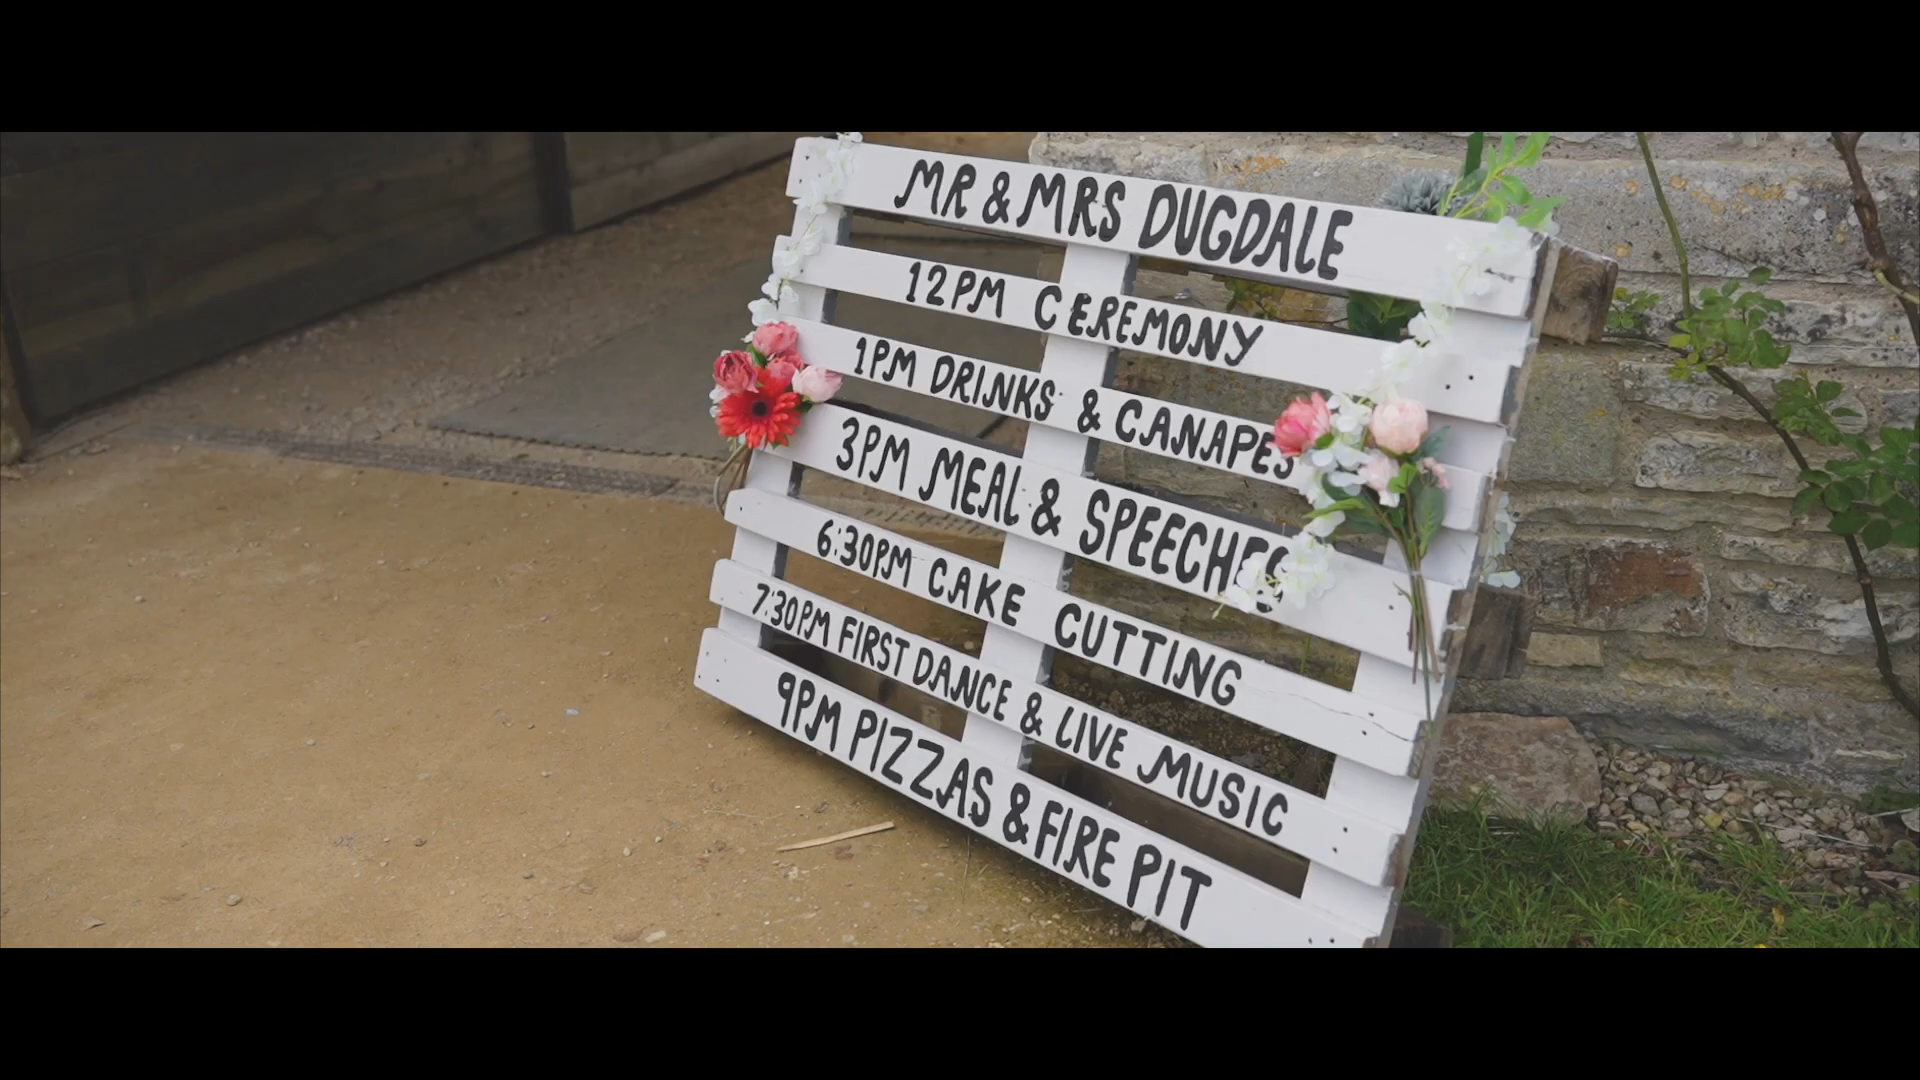 MR & MRS DUGDALE
12PM CEREMONY
1PM DRINKS & CANAPES
3PM MEAL & SPEECHES
6:30PM CAKE CUTTING
7:30PM FIRST DANCE & LIVE MUSIC
9PM PIZZAS & FIRE PIT